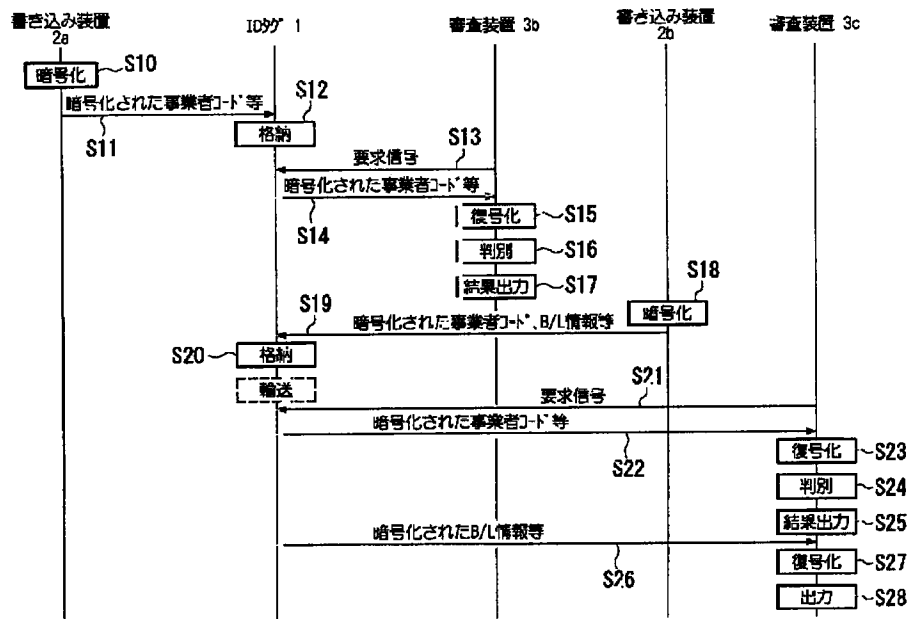 書き込み装置
2a
IDタグ 1
審査装置 3b
書き込み装置
2b
審査装置 3c
暗号化
S10
暗号化された事業者コード等
S11
S12
格納
S13
要求信号
暗号化された事業者コード等
S14
復号化
S15
判別
S16
結果出力
S17
S18
暗号化
S19
暗号化された事業者コード、B/L情報等
S20
格納
輸送
S21
要求信号
暗号化された事業者コード等
S22
復号化
S23
判別
S24
結果出力
S25
暗号化されたB/L情報等
S26
復号化
S27
出力
S28